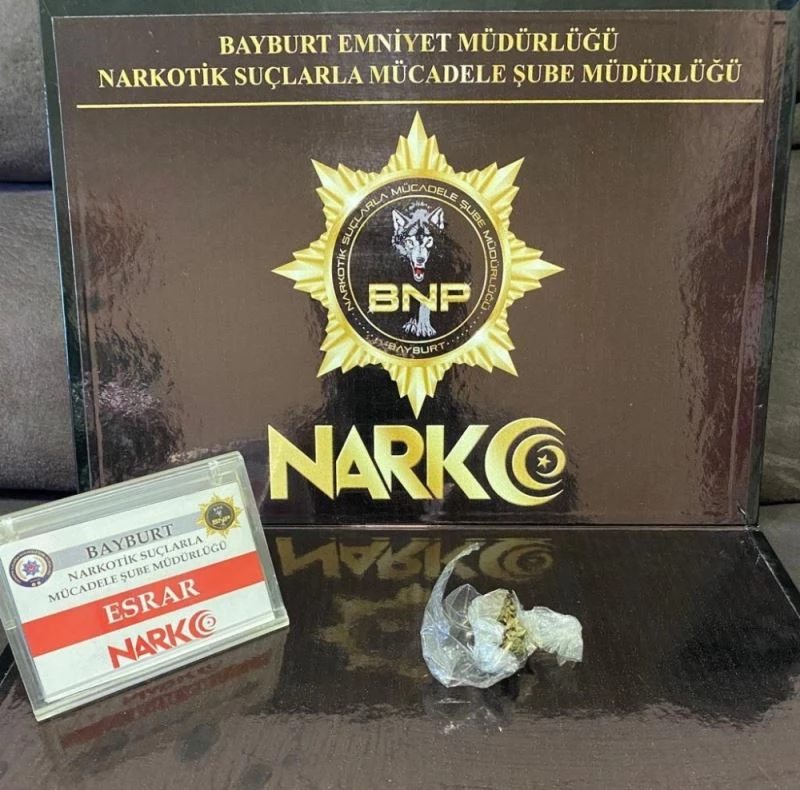 BAYBURT EMNİYET MÜDÜRLÜĞÜ
NARKOTİK SUÇLARLA MÜCADELE ŞUBE MÜDÜRLÜĞÜ
NARKOTİK SUÇLARLA MÜCADELE ŞUBE MÜDÜRLÜĞÜ
BNP
BAYBURT
NARKO
BAYBURT
NARKOTİK SUÇLARLA
MÜCADELE ŞUBE MÜDÜRLÜĞÜ
BNP
ESRAR
NARKO